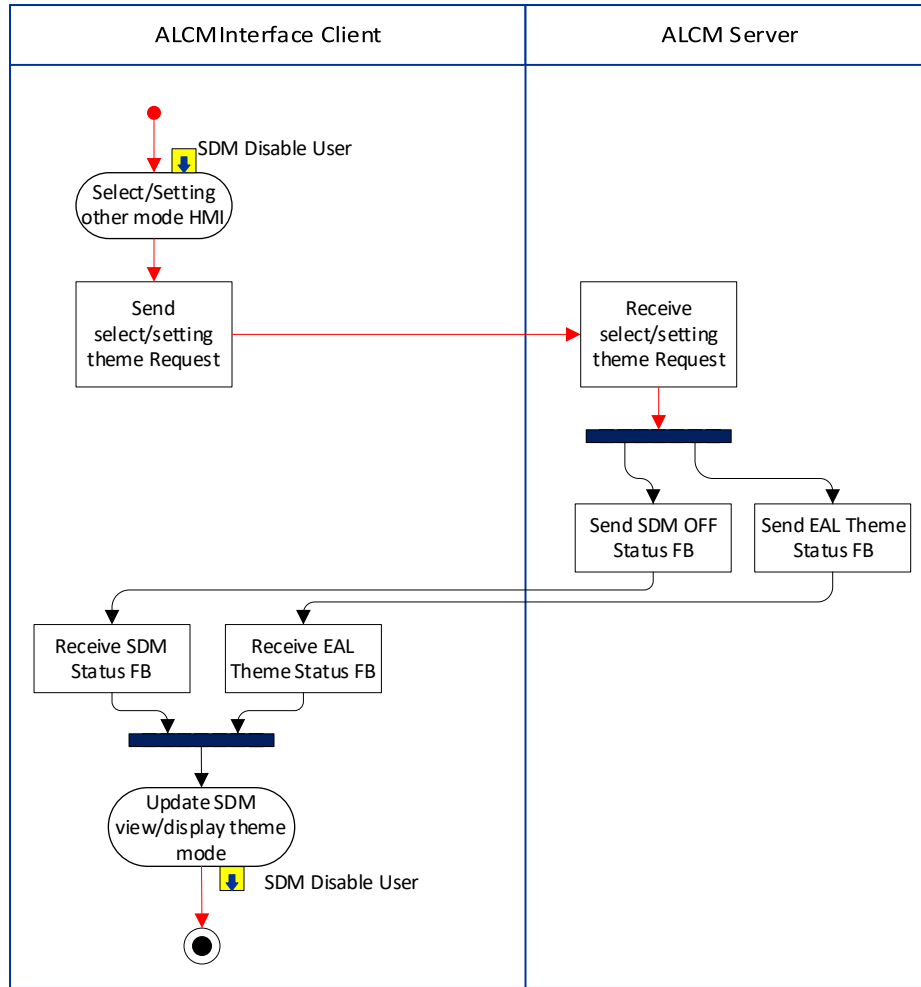 ALCMInterface Client
ALCM Server
SDM Disable User
Select/Setting
other mode HMI
Send
select/setting
theme Request
Receive
select/setting
theme Request
Send SDM OFF
Status FB
Send EAL Theme
Status FB
Receive SDM
Status FB
Receive EAL
Theme Status FB
Update SDM
view/display theme
mode
SDM Disable User